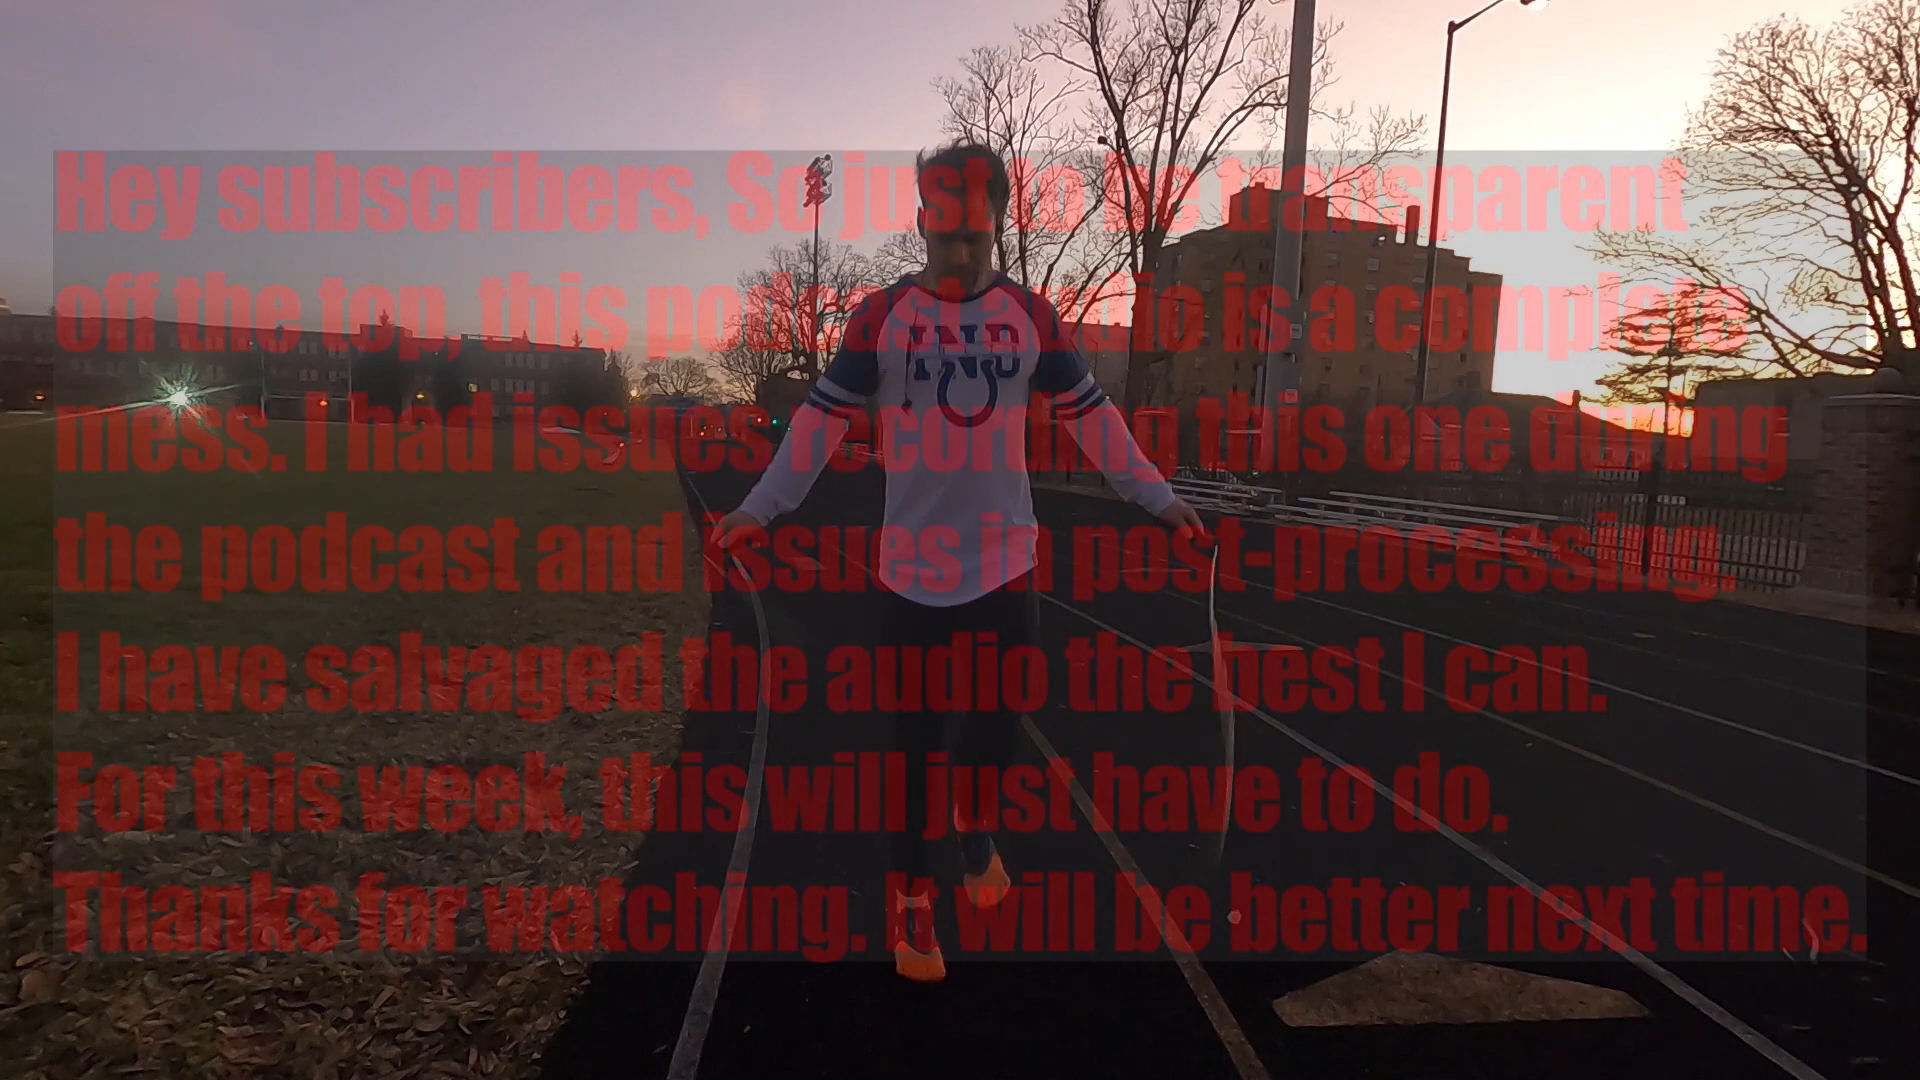 Hey subscribers, So just to be transparent
off the top, this podcast audio is a complete
mess. I had issues recording this one during
the podcast and issues in post-processing.
I have salvaged the audio the best I can.
For this week, this will just have to do.
Thanks for watching. It will be better next time.
IND